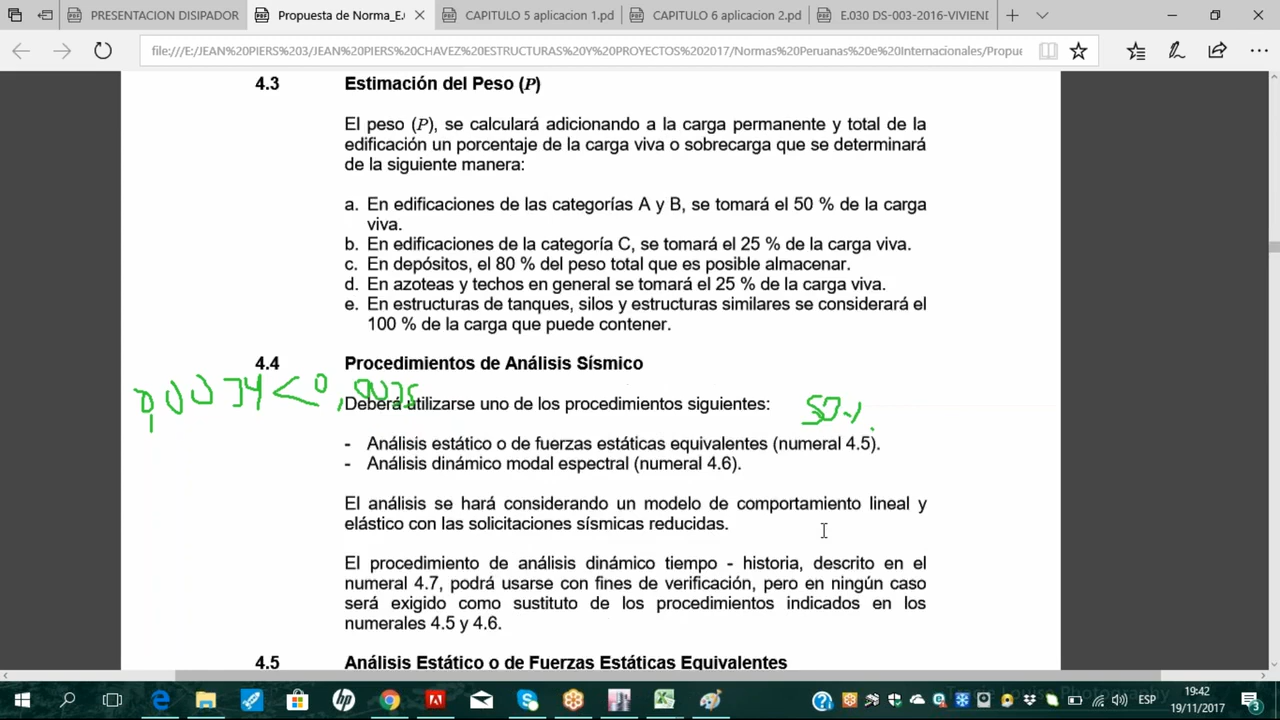 PRESENTACION DISIPADOR
Propuesta de Norma_E.
CAPITULO 5 aplicacion 1.pd
CAPITULO 6 aplicacion 2.pd
E.030 DS-003-2016-VIVIEND
file:///E:/JEAN%20PIERS%203/JEAN%20PIERS%20CHAVEZ%20ESTRUCTURAS%20Y%20PROYECTOS%202017/Normas%20Peruanas%20e%20Internacionales/Propue
4.3 Estimación del Peso (P)
El peso (P), se calculará adicionando a la carga permanente y total de la
edificación un porcentaje de la carga viva o sobrecarga que se determinará
de la siguiente manera:
a. En edificaciones de las categorías A y B, se tomará el 50 % de la carga
viva.
b. En edificaciones de la categoría C, se tomará el 25 % de la carga viva.
c. En depósitos, el 80 % del peso total que es posible almacenar.
d. En azoteas y techos en general se tomará el 25 % de la carga viva.
e. En estructuras de tanques, silos y estructuras similares se considerará el
100 % de la carga que puede contener.
4.4 Procedimientos de Análisis Sísmico
Deberá utilizarse uno de los procedimientos siguientes:
- Análisis estático o de fuerzas estáticas equivalentes (numeral 4.5).
- Análisis dinámico modal espectral (numeral 4.6).
El análisis se hará considerando un modelo de comportamiento lineal y
elástico con las solicitaciones sísmicas reducidas.
El procedimiento de análisis dinámico tiempo - historia, descrito en el
numeral 4.7, podrá usarse con fines de verificación, pero en ningún caso
será exigido como sustituto de los procedimientos indicados en los
numerales 4.5 y 4.6.
4.5 Análisis Estático o de Fuerzas Estáticas Equivalentes
ESP
19:42
19/11/2017